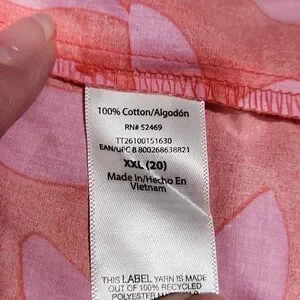 100% Cotton/Algodón
RN# 52469
TT26100151630
EAN/UPC 8 800268638821
XXL (20)
Made in/Hecho En
Vietnam
THIS LABEL YARN IS MADE
OUT OF 100% RECYCLED
POLYESTER